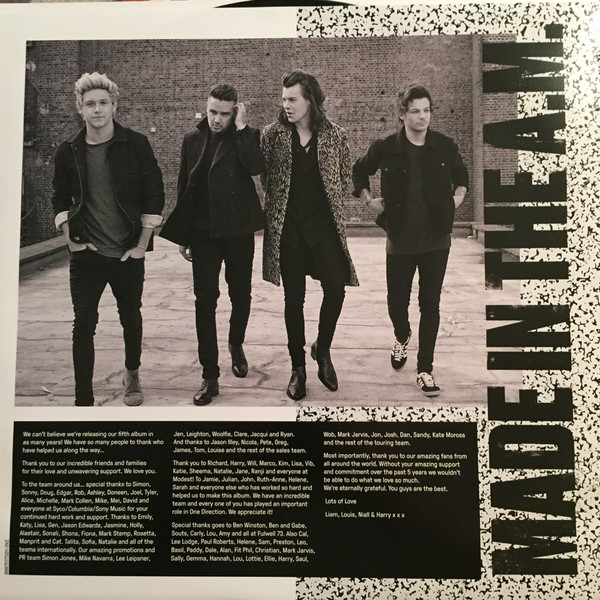 MADE IN THE A.M.
We can't believe we're releasing our fifth album in
as many years! We have so many people to thank who
have helped us along the way...
Thank you to our incredible friends and families
for their love and unwavering support. We love you.
To the team around us... special thanks to Simon,
Sonny, Doug, Edgar, Rob, Ashley, Doneen, Joel, Tyler,
Alice, Michelle, Mark Collen, Mike, Mei, David and
everyone at Syco/Columbia/Sony Music for your
continued hard work and support. Thanks to Emily,
Katy, Lisa, Gen, Jason Edwards, Jasmine, Holly,
Alastair, Sonali, Shona, Fiona, Mark Stemp, Rosetta,
Manprit and Cat. Talita, Sofia, Natalie and all of the
teams internationally. Our amazing promotions and
PR team Simon Jones, Mike Navarra, Lee Leipsner,
Jen, Leighton, Woolfie, Clare, Jacqui and Ryan.
And thanks to Jason Iley, Nicola, Pete, Greg,
James, Tom, Louise and the rest of the sales team.
Thank you to Richard, Harry, Will, Marco, Kim, Lisa, Vib,
Katie, Sheema, Natalie, Jane, Ranji and everyone at
Modest! To Jamie, Julian, John, Ruth-Anne, Helene,
Sarah and everyone else who has worked so hard and
helped us to make this album. We have an incredible
team and every one of you has played an important
role in One Direction. We appreciate it!
Special thanks goes to Ben Winston, Ben and Gabe,
Souts, Carly, Lou, Amy and all at Fulwell 73. Also Cal,
Lee Lodge, Paul Roberts, Helene, Sam, Preston, Leo,
Basil, Paddy, Dale, Alan, Fit Phil, Christian, Mark Jarvis,
Sally, Gemma, Hannah, Lou, Lottie, Ellie, Harry, Saul,
Wob, Mark Jarvis, Jon, Josh, Dan, Sandy, Kate Moross
and the rest of the touring team.
Most importantly, thank you to our amazing fans from
all around the world. Without your amazing support
and commitment over the past 5 years we wouldn't
be able to do what we love so much.
We're eternally grateful. You guys are the best.
Lots of Love
Liam, Louis, Niall & Harry x x x